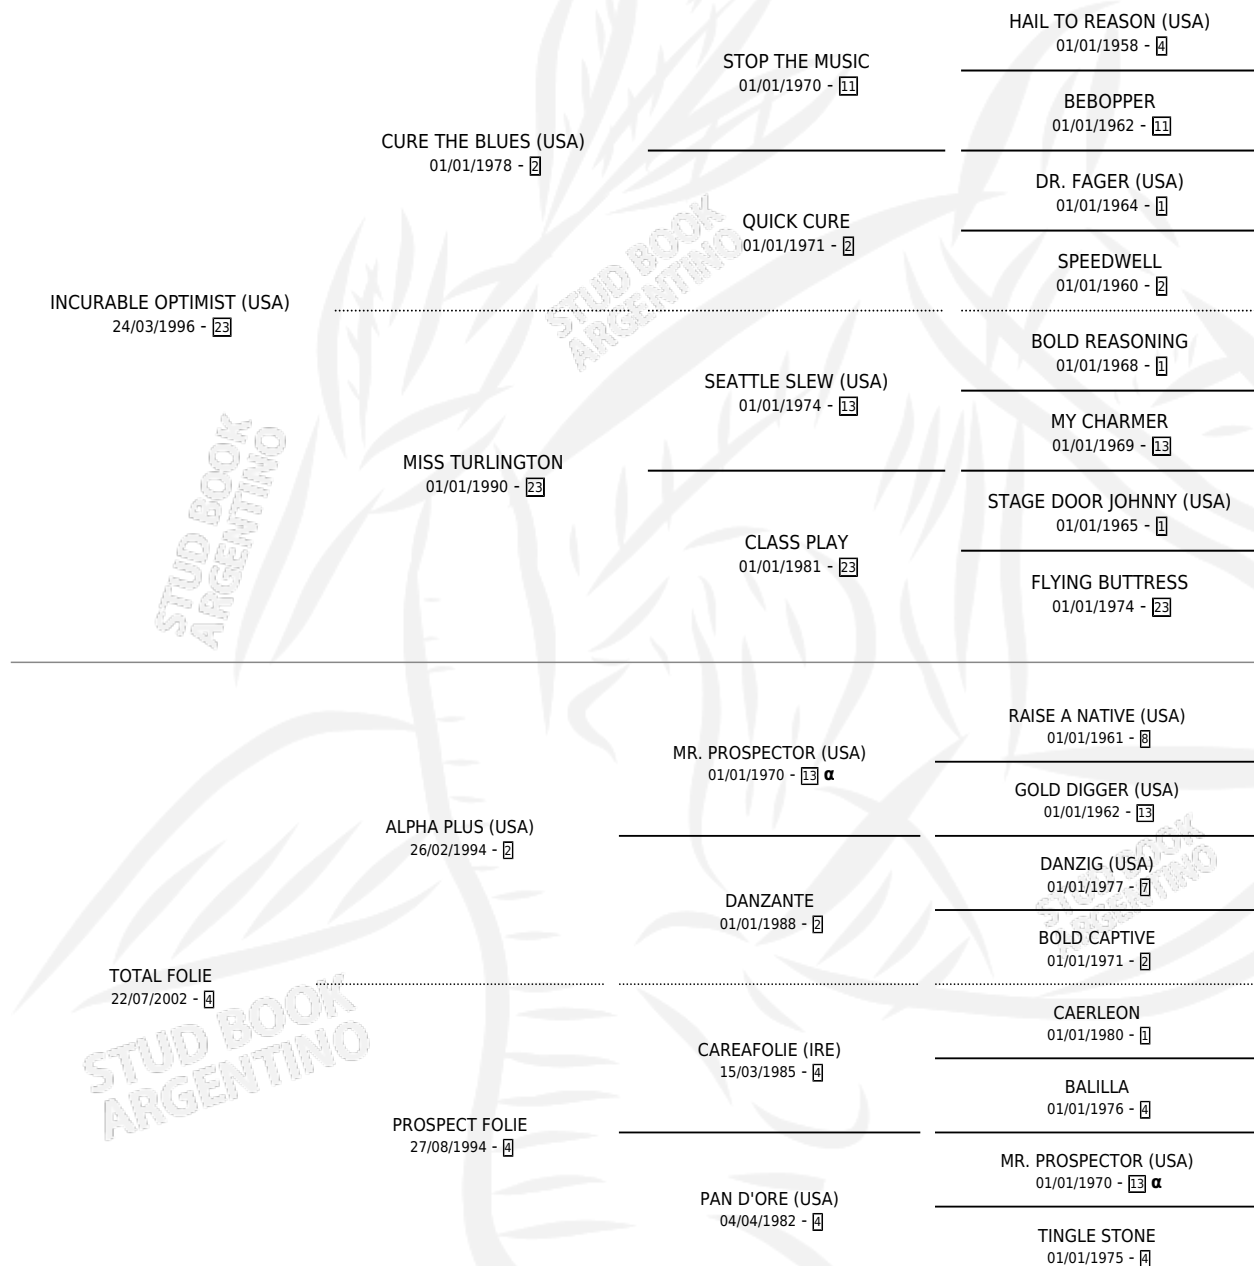 HAIL TO REASON (USA)
01/01/1958 - 4
STOP THE MUSIC
01/01/1970 - 11
BEBOPPER
01/01/1962 - 11
CURE THE BLUES (USA)
01/01/1978 - 2
DR. FAGER (USA)
01/01/1964 - 1
QUICK CURE
01/01/1971 - 2
SPEEDWELL
01/01/1960 - 2
INCURABLE OPTIMIST (USA)
24/03/1996 - 23
BOLD REASONING
01/01/1968 - 1
SEATTLE SLEW (USA)
01/01/1974 - 13
MY CHARMER
01/01/1969 - 13
MISS TURLINGTON
01/01/1990 - 23
STAGE DOOR JOHNNY (USA)
01/01/1965 - 1
CLASS PLAY
01/01/1981 - 23
FLYING BUTTRESS
01/01/1974 - 23
RAISE A NATIVE (USA)
01/01/1961 - 8
MR. PROSPECTOR (USA)
01/01/1970 - 13 α
GOLD DIGGER (USA)
01/01/1962 - 13
ALPHA PLUS (USA)
26/02/1994 - 2
DANZIG (USA)
01/01/1977 - 7
DANZANTE
01/01/1988 - 2
BOLD CAPTIVE
01/01/1971 - 2
TOTAL FOLIE
22/07/2002 - 4
CAERLEON
01/01/1980 - 1
CAREAFOLIE (IRE)
15/03/1985 - 4
BALILLA
01/01/1976 - 4
PROSPECT FOLIE
27/08/1994 - 4
MR. PROSPECTOR (USA)
01/01/1970 - 13 α
PAN D'ORE (USA)
04/04/1982 - 4
TINGLE STONE
01/01/1975 - 4
STUD BOOK
ARGENTINO
STUD BOOK
ARGENTINO
STUD BOOK
ARGENTINO
STUD BOOK
ARGENTINO